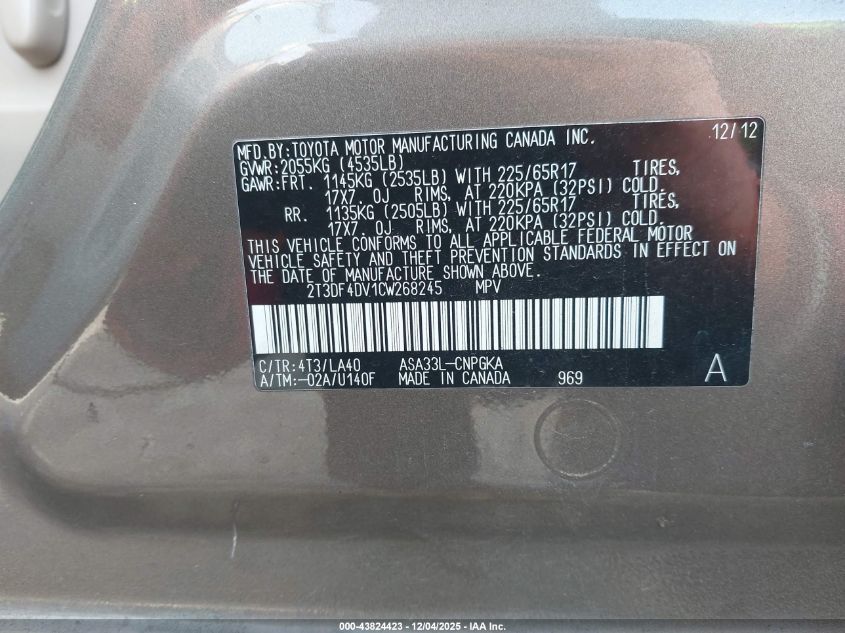 MFD.BY:TOYOTA MOTOR MANUFACTURING CANADA INC. 12/12
GVWR:2055KG (4535LB)
GAWR:FRT. 1145KG (2535LB) WITH 225/65R17 TIRES,
17X7.0J RIMS, AT 220KPA (32PSI) COLD.
RR. 1135KG (2505LB) WITH 225/65R17 TIRES,
17X7.0J RIMS, AT 220KPA (32PSI) COLD.
THIS VEHICLE CONFORMS TO ALL APPLICABLE FEDERAL MOTOR
VEHICLE SAFETY AND THEFT PREVENTION STANDARDS IN EFFECT ON
THE DATE OF MANUFACTURE SHOWN ABOVE.
2T3DF4DV1CW268245 MPV
C/TR:4T3/LA40 ASA33L-CNPGKA
A/TM:-02A/U140F MADE IN CANADA 969 A
000-43824423 - 12/04/2025 - IAA Inc.